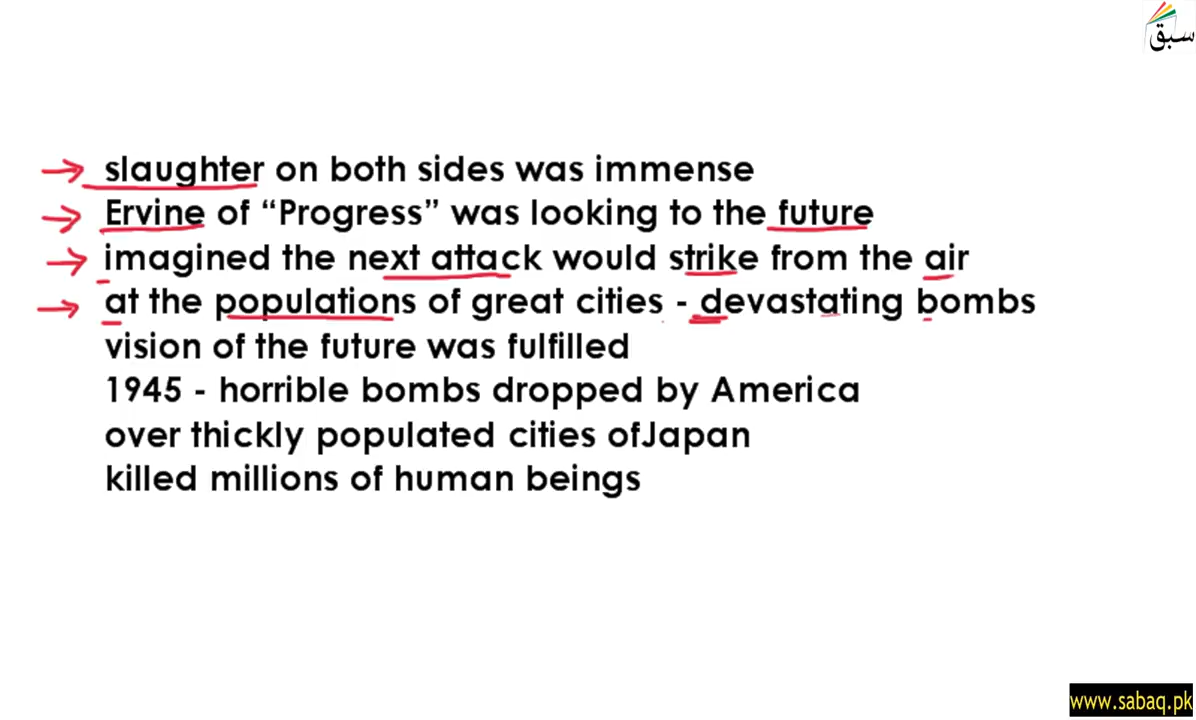 سبق
slaughter on both sides was immense
Ervine of “Progress” was looking to the future
imagined the next attack would strike from the air
at the populations of great cities - devastating bombs
vision of the future was fulfilled
1945 - horrible bombs dropped by America
over thickly populated cities ofJapan
killed millions of human beings
www.sabaq.pk